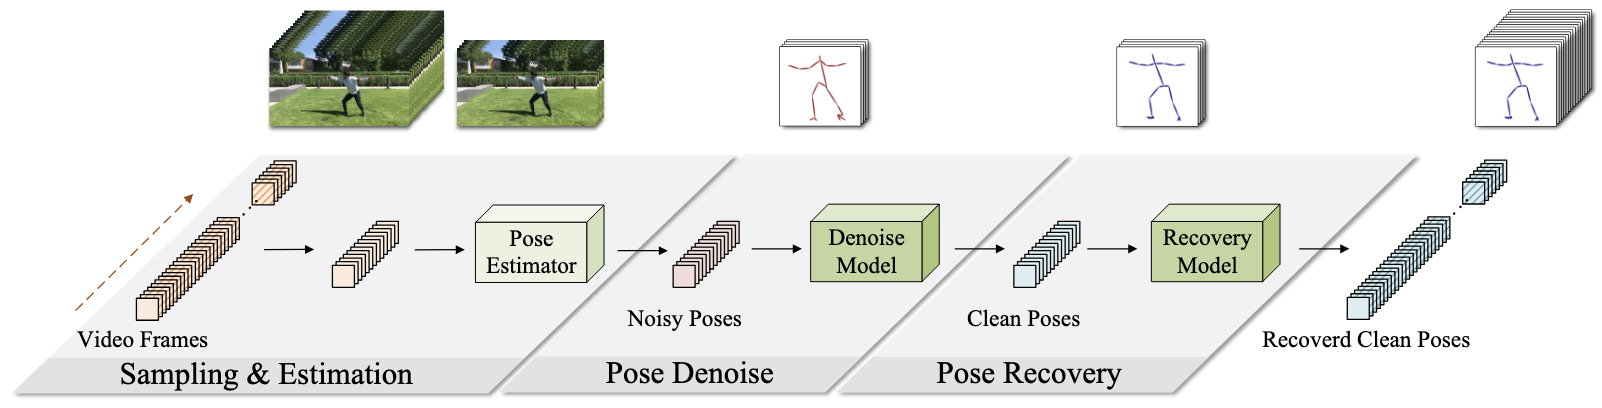 Pose
Estimator
Denoise
Model
Recovery
Model
Video Frames
Noisy Poses
Clean Poses
Recoverd Clean Poses
Sampling & Estimation
Pose Denoise
Pose Recovery